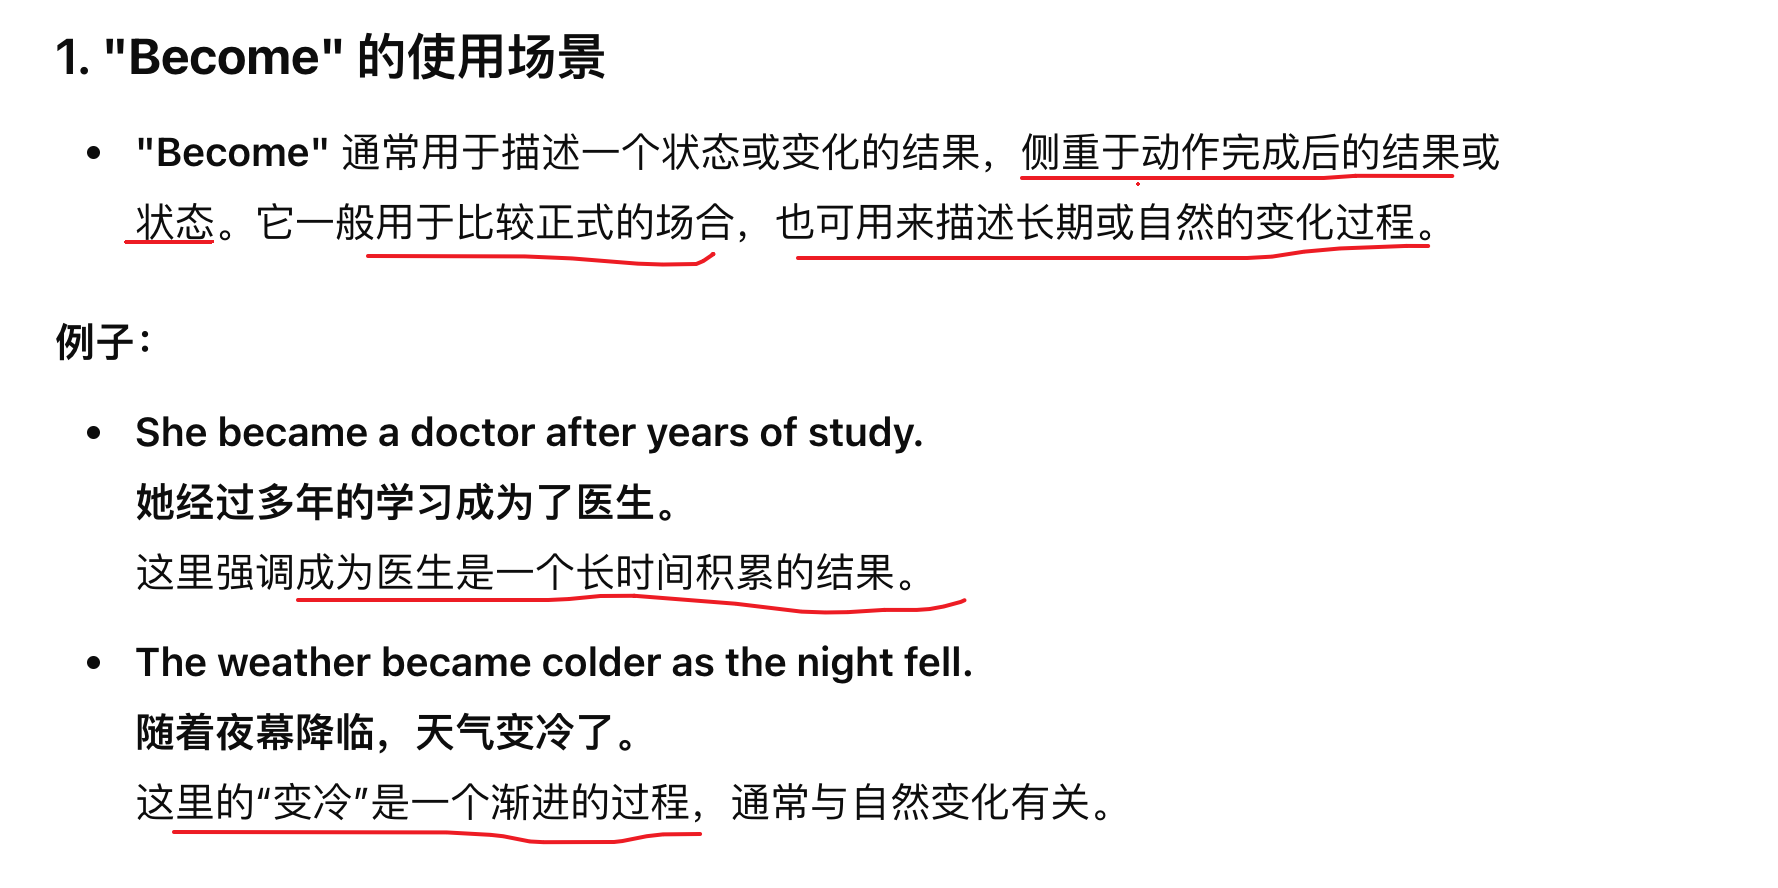 1. "Become" 的使用场景
• "Become" 通常用于描述一个状态或变化的结果，侧重于动作完成后的结果或
状态。它一般用于比较正式的场合，也可用来描述长期或自然的变化过程。
例子：
• She became a doctor after years of study.
她经过多年的学习成为了医生。
这里强调成为医生是一个长时间积累的结果。
• The weather became colder as the night fell.
随着夜幕降临，天气变冷了。
这里的“变冷”是一个渐进的过程，通常与自然变化有关。